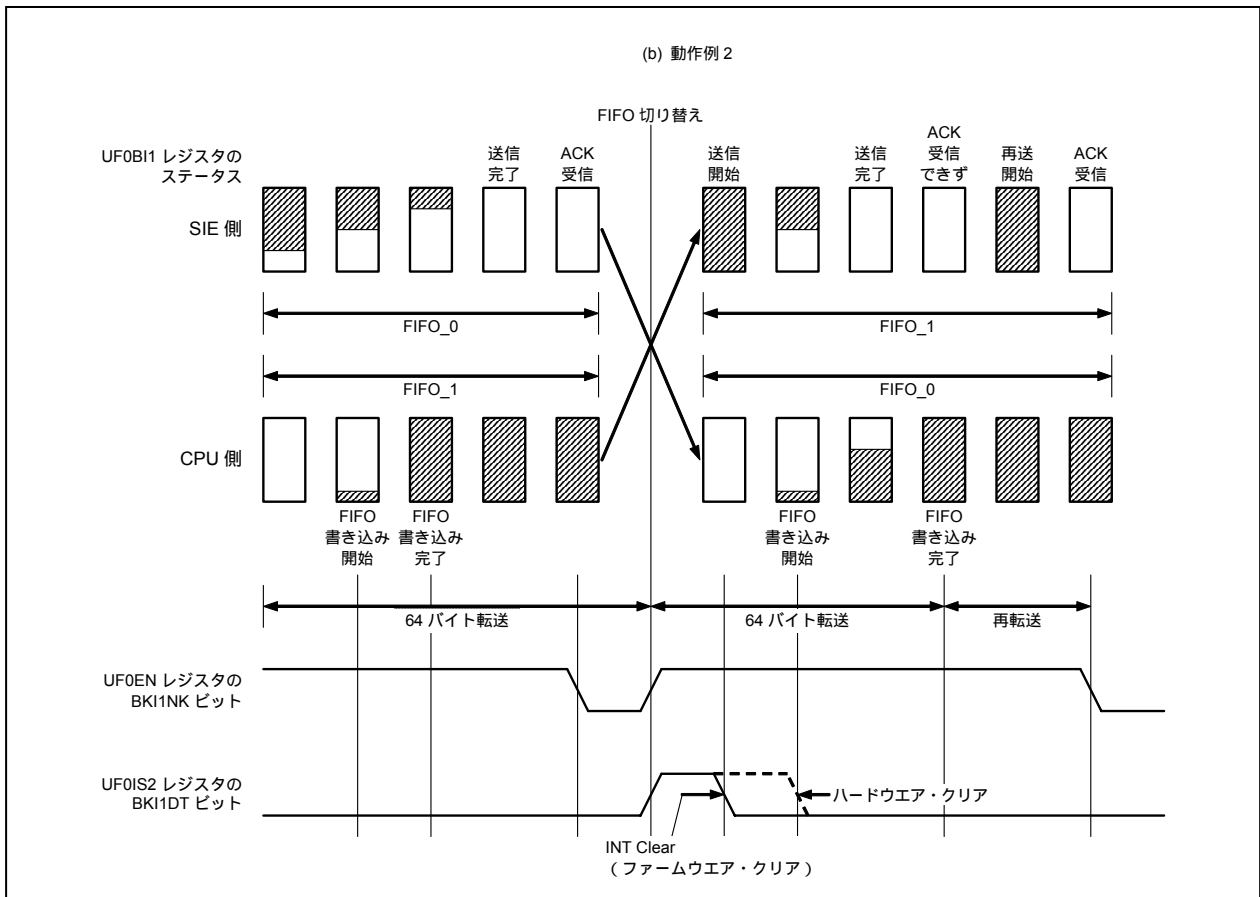 (b) 動作例 2
FIFO 切り替え
UF0BI1 レジスタの
ステータス
送信
完了
ACK
受信
送信
開始
送信
完了
ACK
受信
できず
再送
開始
ACK
受信
SIE 側
FIFO_0
FIFO_1
FIFO_1
FIFO_0
CPU 側
FIFO
書き込み
開始
FIFO
書き込み
完了
FIFO
書き込み
開始
FIFO
書き込み
完了
64 バイト転送
64 バイト転送
再転送
UF0EN レジスタの
BKI1NK ビット
UF0IS2 レジスタの
BKI1DT ビット
ハードウエア・クリア
INT Clear
(ファームウエア・クリア)